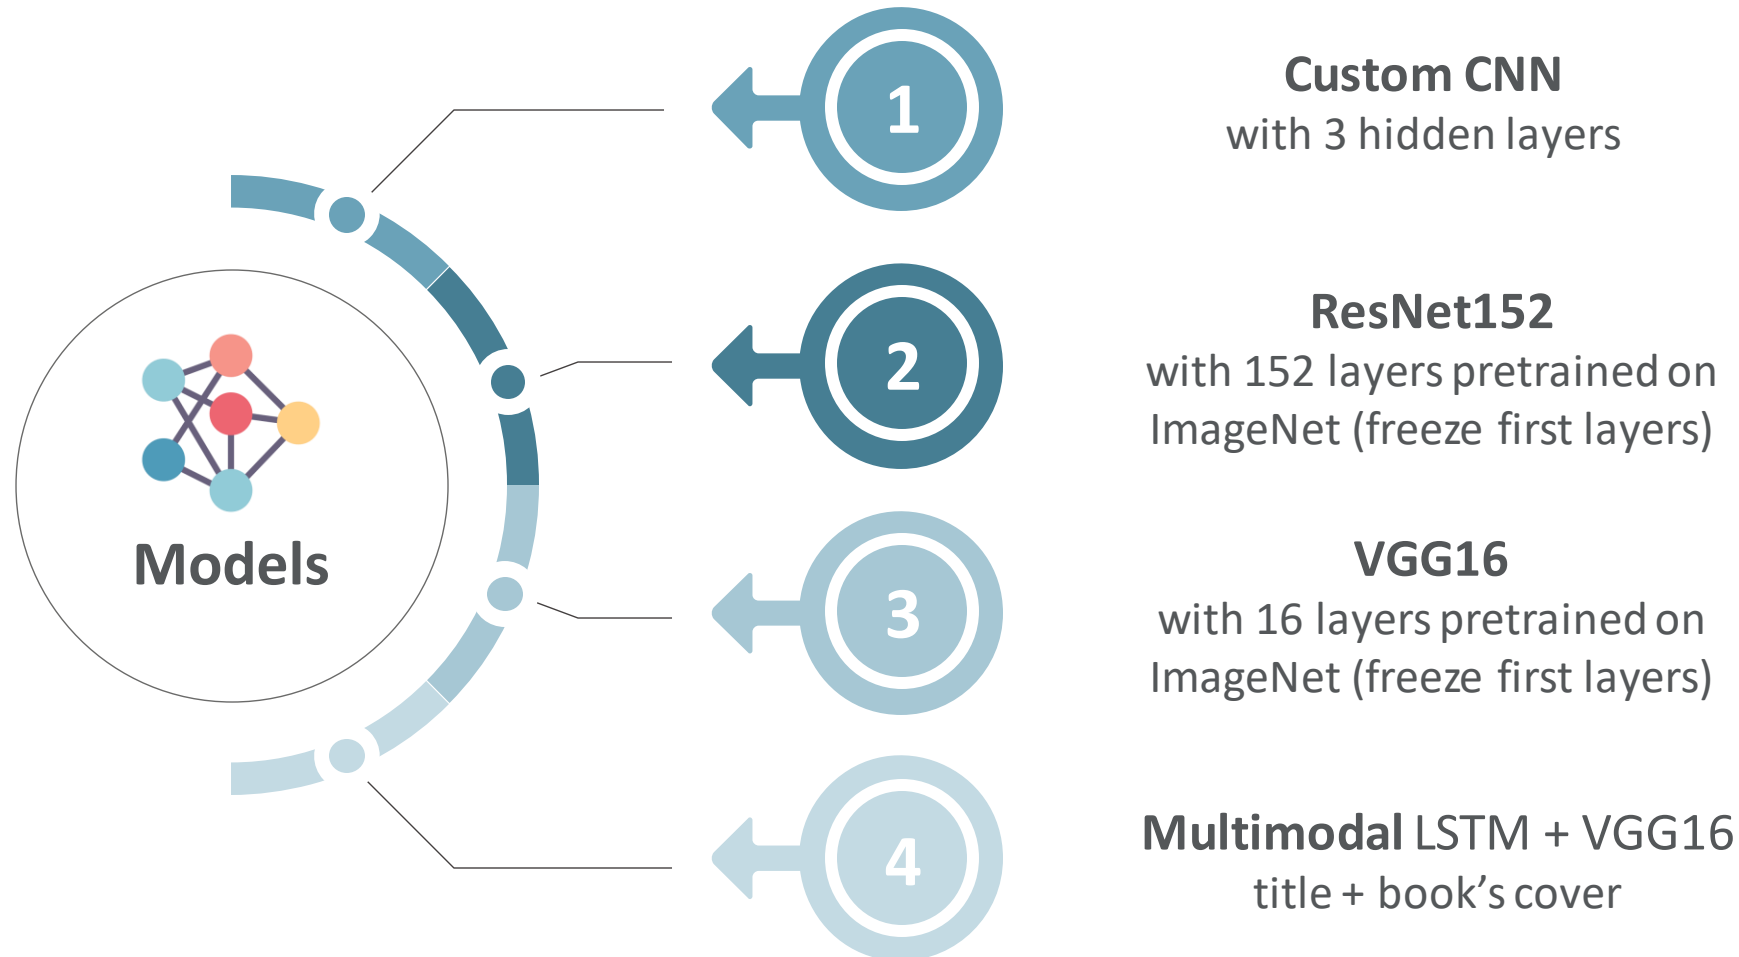 Models
1
Custom CNN
with 3 hidden layers
2
ResNet152
with 152 layers pretrained on
ImageNet (freeze first layers)
3
VGG16
with 16 layers pretrained on
ImageNet (freeze first layers)
4
Multimodal LSTM + VGG16
title + book’s cover